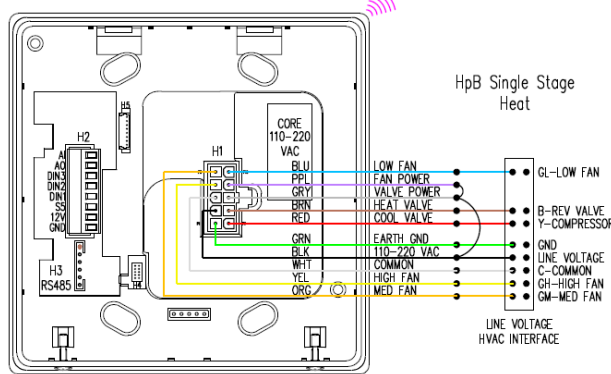 HpB Single Stage
Heat
H5
H2
AI
AO
DIN3
DIN2
DIN1
SS
12V
GND
H3
RS485
H4
H1
CORE
110-220
VAC
BLU LOW FAN GL-LOW FAN
PPL FAN POWER
GRY VALVE POWER
BRN HEAT VALVE B-REV VALVE
RED COOL VALVE Y-COMPRESSOR
GRN EARTH GND GND
BLK 110-220 VAC LINE VOLTAGE
WHT COMMON C-COMMON
YEL HIGH FAN GH-HIGH FAN
ORG MED FAN GM-MED FAN
LINE VOLTAGE
HVAC INTERFACE